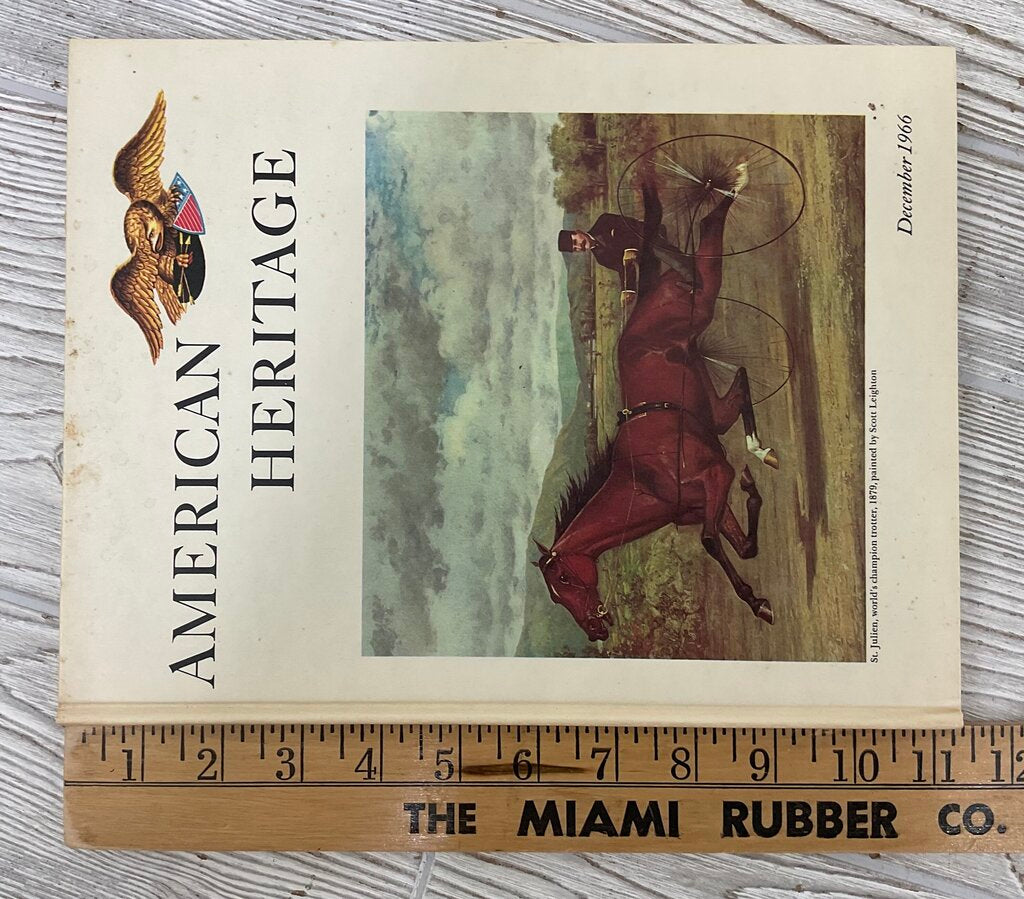 AMERICAN
HERITAGE
St. Julien, world's champion trotter, 1879, painted by Scott Leighton
December 1966
1 2 3 4 5 6 7 8 9 10 11 12
THE MIAMI RUBBER CO.